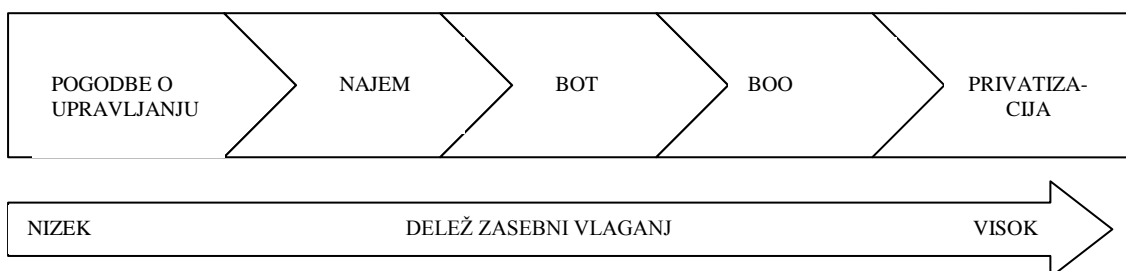 POGODBE O
UPRAVLJANJU
NAJEM
BOT
BOO
PRIVATIZA-
CIJA
NIZEK
DELEŽ ZASEBNI VLAGANJ
VISOK